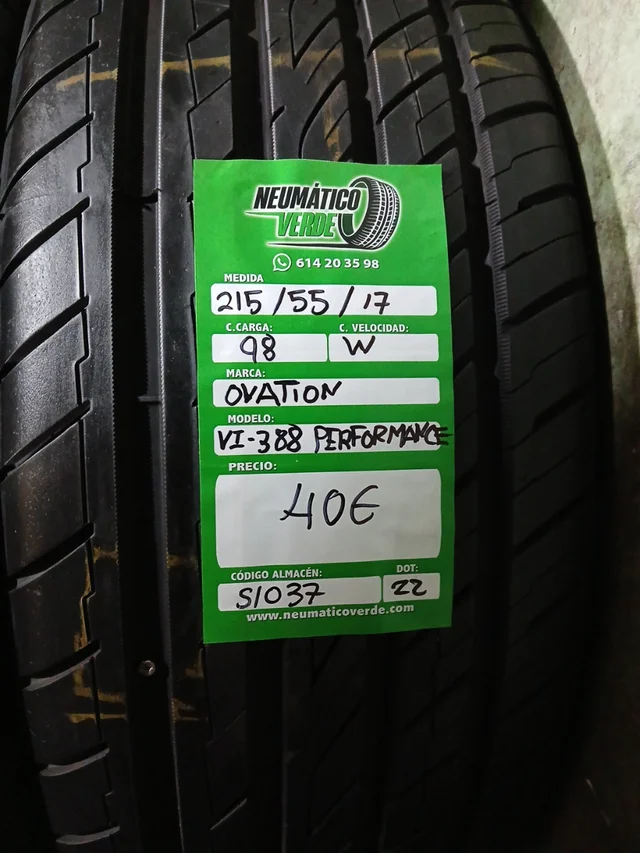 NEUMÁTICO
VERDE
614 20 35 98
MEDIDA
215/55/17
C.CARGA: C. VELOCIDAD:
98 W
MARCA:
OVATION
MODELO:
VI-388 PERFORMANCE
PRECIO:
40€
CÓDIGO ALMACÉN: DOT:
S1037 22
www.neumaticoverde.com